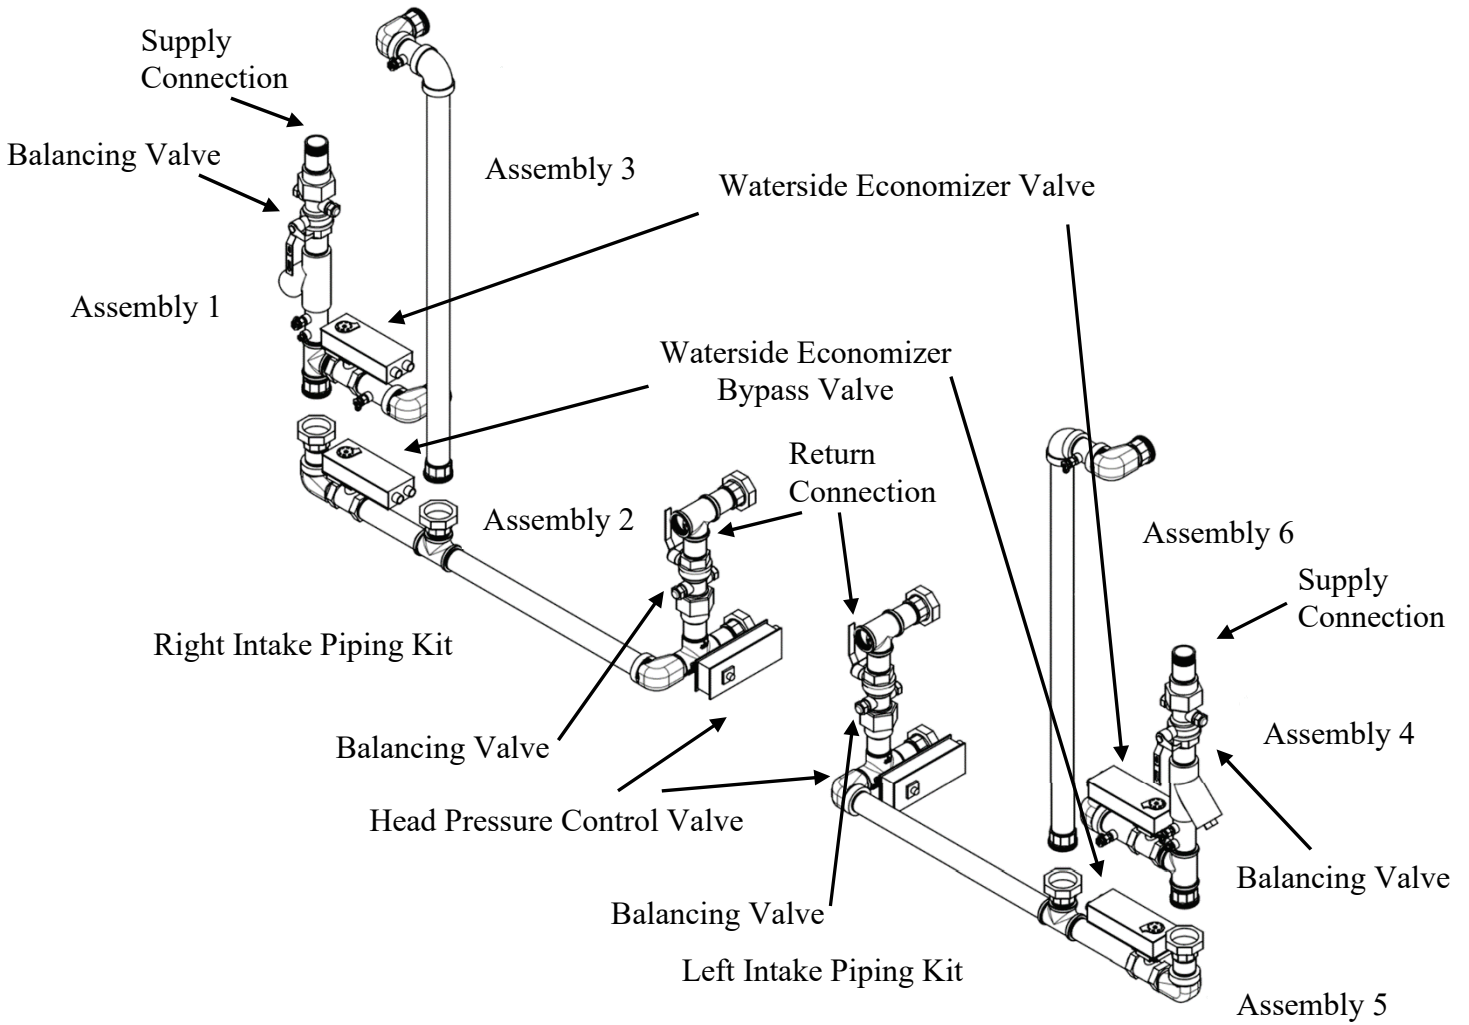 Supply
Connection
Balancing Valve
Assembly 3
Waterside Economizer Valve
Assembly 1
Waterside Economizer
Bypass Valve
Return
Connection
Assembly 2
Assembly 6
Supply
Connection
Right Intake Piping Kit
Balancing Valve
Assembly 4
Head Pressure Control Valve
Balancing Valve
Balancing Valve
Left Intake Piping Kit
Assembly 5